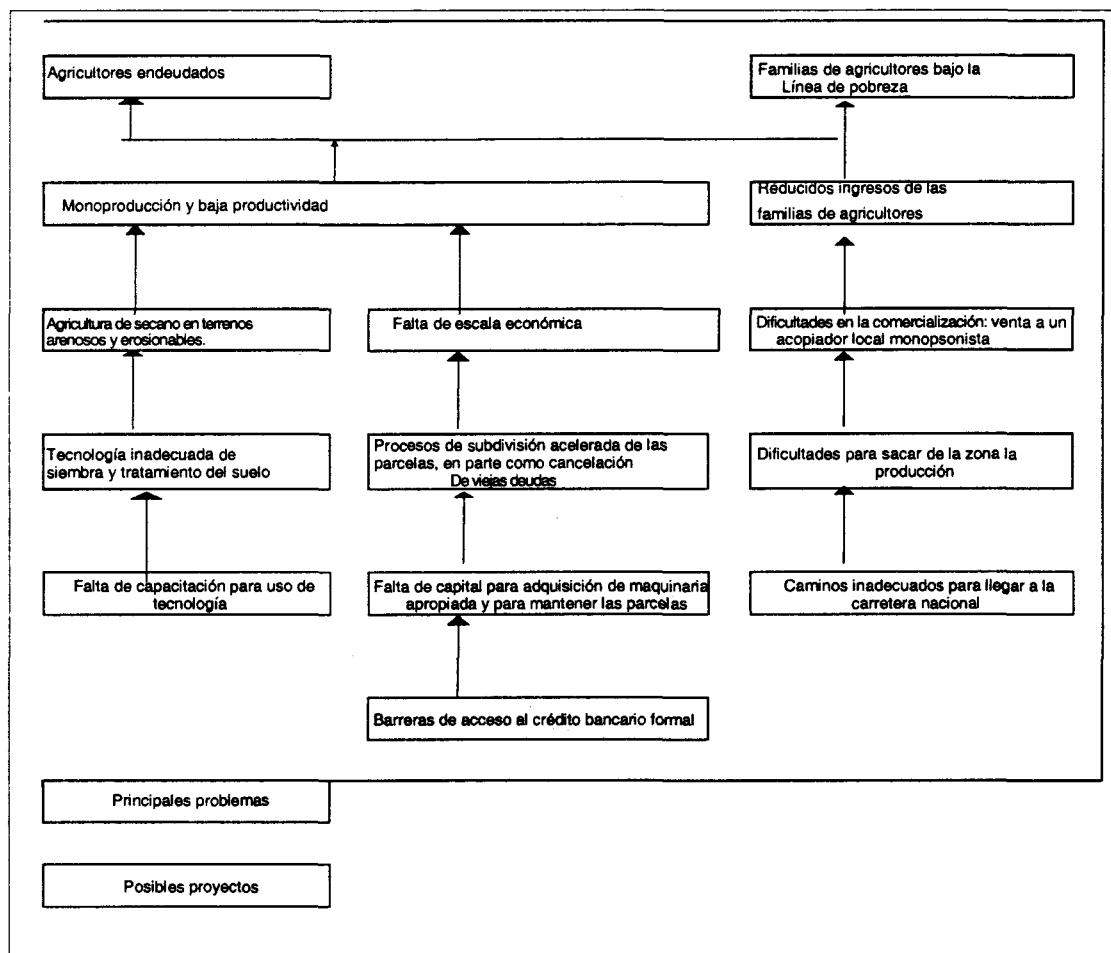 Agricultores endeudados
Familias de agricultores bajo la
Línea de pobreza
Monoproducción y baja productividad
Reducidos ingresos de las
familias de agricultores
Agricultura de secano en terrenos
arenosos y erosionables.
Falta de escala económica
Dificultades en la comercialización: venta a un
acopiador local monopsonista
Tecnología inadecuada de
siembra y tratamiento del suelo
Procesos de subdivisión acelerada de las
parcelas, en parte como cancelación
De viejas deudas
Dificultades para sacar de la zona la
producción
Falta de capacitación para uso de
tecnología
Falta de capital para adquisición de maquinaria
apropiada y para mantener las parcelas
Caminos inadecuados para llegar a la
carretera nacional
Barreras de acceso al crédito bancario formal
Principales problemas
Posibles proyectos